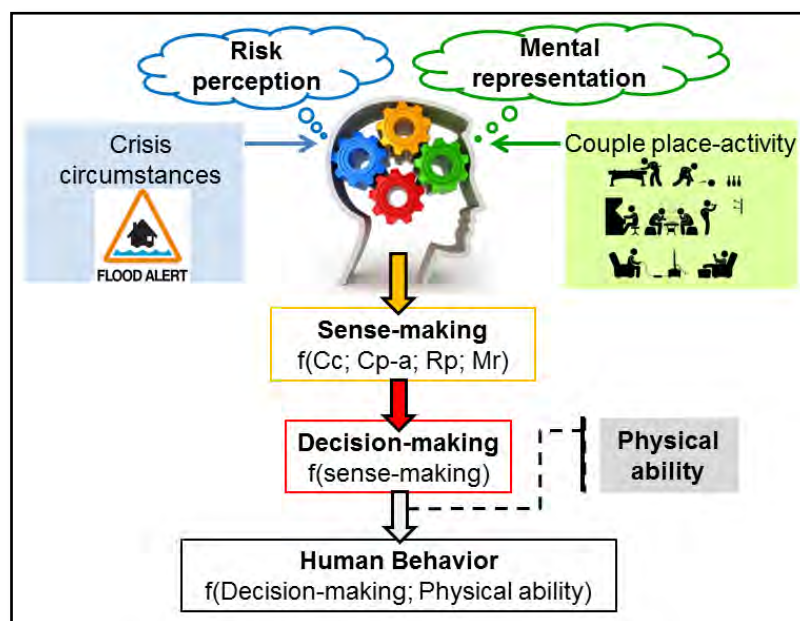 Risk
perception
Mental
representation
Crisis
circumstances
FLOOD ALERT
Couple place-activity
Sense-making
f(Cc; Cp-a; Rp; Mr)
Decision-making
f(sense-making)
Physical
ability
Human Behavior
f(Decision-making; Physical ability)